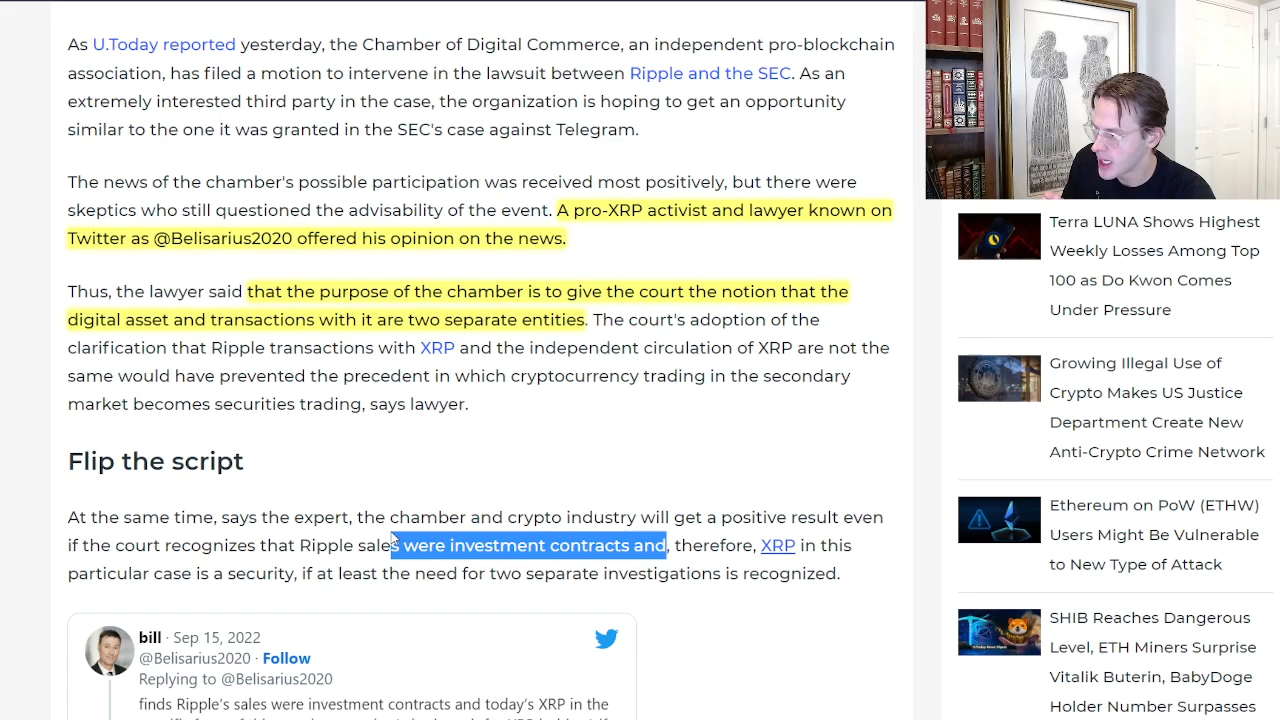 As U.Today reported yesterday, the Chamber of Digital Commerce, an independent pro-blockchain
association, has filed a motion to intervene in the lawsuit between Ripple and the SEC. As an
extremely interested third party in the case, the organization is hoping to get an opportunity
similar to the one it was granted in the SEC's case against Telegram.
The news of the chamber's possible participation was received most positively, but there were
skeptics who still questioned the advisability of the event. A pro-XRP activist and lawyer known on
Twitter as @Belisarius2020 offered his opinion on the news.
Thus, the lawyer said that the purpose of the chamber is to give the court the notion that the
digital asset and transactions with it are two separate entities. The court's adoption of the
clarification that Ripple transactions with XRP and the independent circulation of XRP are not the
same would have prevented the precedent in which cryptocurrency trading in the secondary
market becomes securities trading, says lawyer.
Flip the script
At the same time, says the expert, the chamber and crypto industry will get a positive result even
if the court recognizes that Ripple sales were investment contracts and, therefore, XRP in this
particular case is a security, if at least the need for two separate investigations is recognized.
bill · Sep 15, 2022
@Belisarius2020 · Follow
Replying to @Belisarius2020
finds Ripple's sales were investment contracts and today's XRP in the
Terra LUNA Shows Highest
Weekly Losses Among Top
100 as Do Kwon Comes
Under Pressure
Growing Illegal Use of
Crypto Makes US Justice
Department Create New
Anti-Crypto Crime Network
Ethereum on PoW (ETHW)
Users Might Be Vulnerable
to New Type of Attack
SHIB Reaches Dangerous
Level, ETH Miners Surprise
Vitalik Buterin, BabyDoge
Holder Number Surpasses